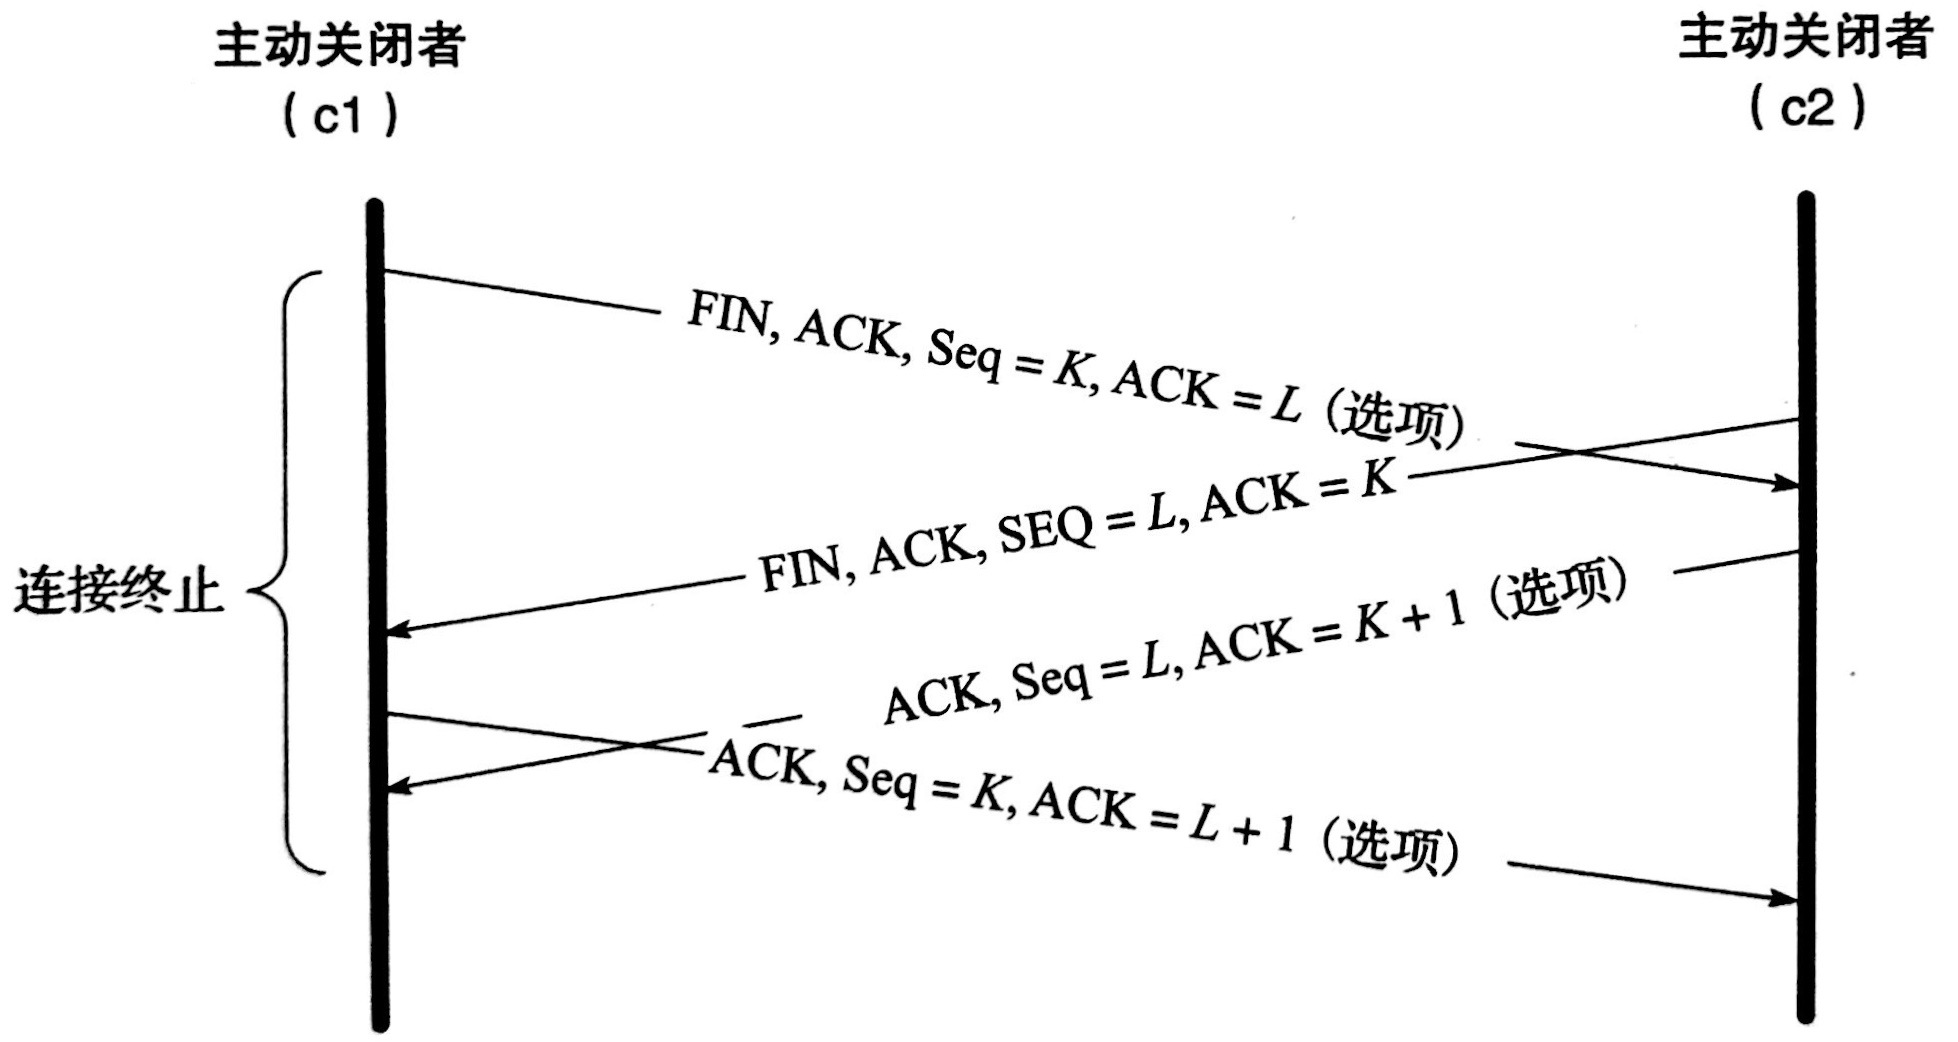 主动关闭者
（c1）
主动关闭者
（c2）
FIN, ACK, Seq = K, ACK = L（选项）
FIN, ACK, SEQ = L, ACK = K
连接终止
ACK, Seq = L, ACK = K + 1（选项）
ACK, Seq = K, ACK = L + 1（选项）